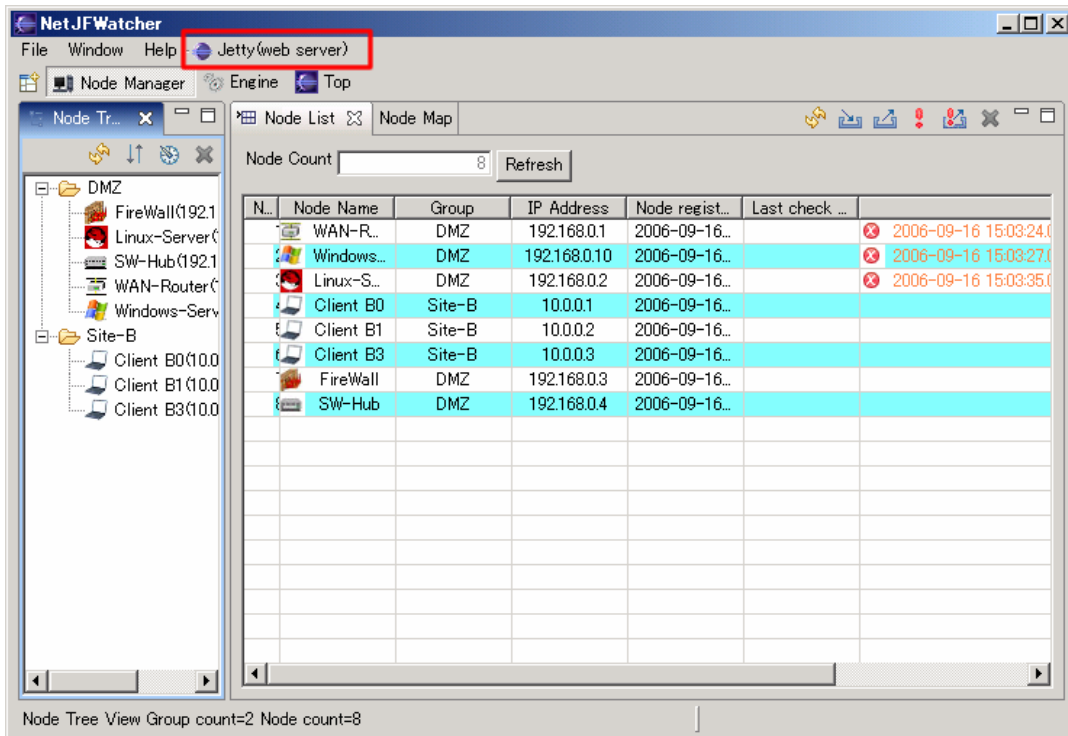 NetJFWatcher
File Window Help Jetty(web server)
Node Manager Engine Top
Node Tr... Node List Node Map
Node Count 8 Refresh
DMZ
FireWall(192.1
Linux-Server(
SW-Hub(192.1
WAN-Router(
Windows-Serv
Site-B
Client B0(10.0
Client B1(10.0
Client B3(10.0
N... Node Name Group IP Address Node regist... Last check ...
WAN-R... DMZ 192.168.0.1 2006-09-16... 2006-09-16 15:03:24.0
2 Windows... DMZ 192.168.0.10 2006-09-16... 2006-09-16 15:03:27.0
Linux-S... DMZ 192.168.0.2 2006-09-16... 2006-09-16 15:03:35.0
Client B0 Site-B 10.0.0.1 2006-09-16...
Client B1 Site-B 10.0.0.2 2006-09-16...
Client B3 Site-B 10.0.0.3 2006-09-16...
FireWall DMZ 192.168.0.3 2006-09-16...
SW-Hub DMZ 192.168.0.4 2006-09-16...
Node Tree View Group count=2 Node count=8